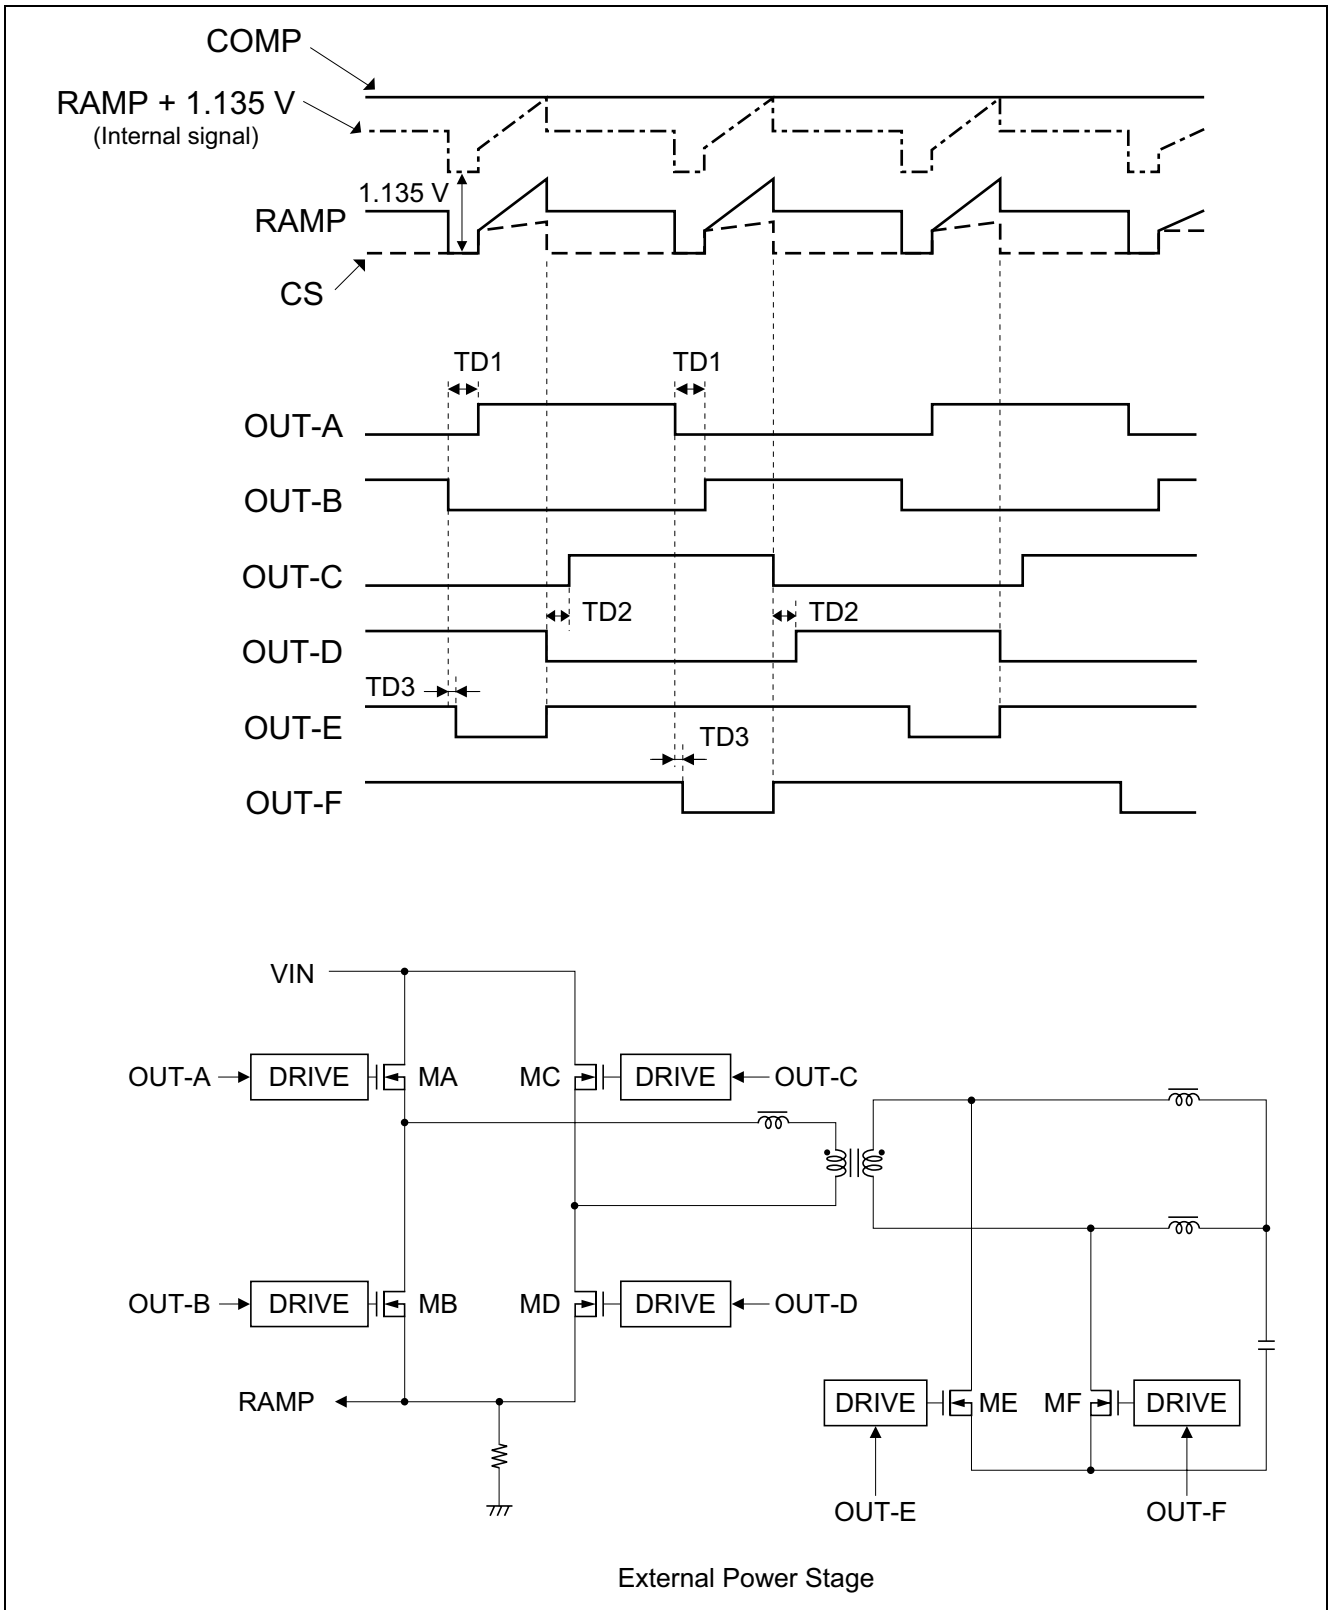 COMP
RAMP + 1.135 V
(Internal signal)
1.135 V
RAMP
CS
TD1 TD1
OUT-A
OUT-B
OUT-C
TD2 TD2
OUT-D
TD3
OUT-E
TD3
OUT-F
VIN
OUT-A DRIVE MA MC DRIVE OUT-C
OUT-B DRIVE MB MD DRIVE OUT-D
RAMP
DRIVE ME MF DRIVE
OUT-E OUT-F
External Power Stage